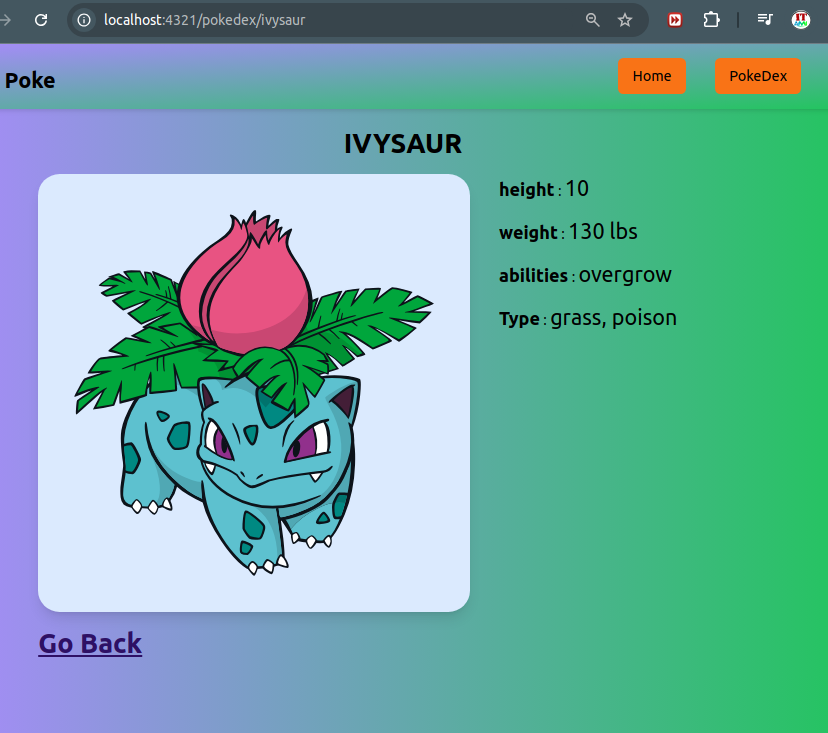 localhost:4321/pokedex/ivysaur
Poke
Home
PokeDex
IVYSAUR
height : 10
weight : 130 lbs
abilities : overgrow
Type : grass, poison
Go Back